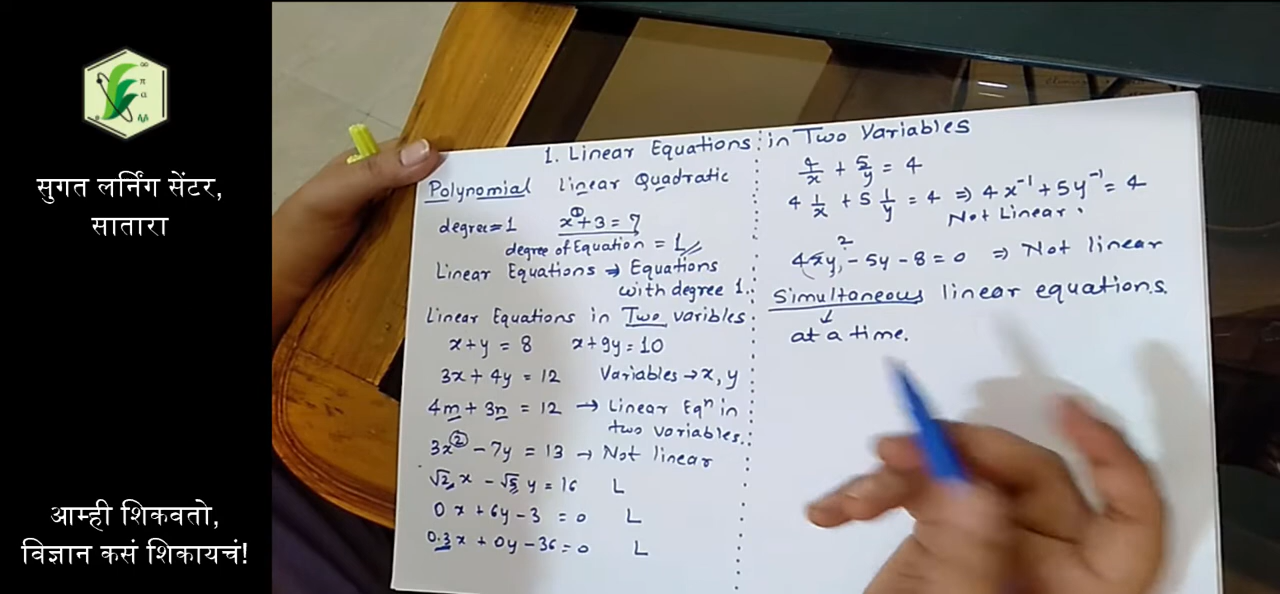 सुगत लर्निंग सेंटर,
सातारा
आम्ही शिकवतो,
विज्ञान कसं शिकायचं!
1. Linear Equations in Two Variables
Polynomial linear Quadratic
degree = 1 x¹ + 3 = 7
degree of Equation = 1
Linear Equations ⇒ Equations
with degree 1.
Linear Equations in Two varibles
x + y = 8 x + 9y = 10
3x + 4y = 12 Variables → x, y
4m + 3n = 12 → Linear Eqⁿ in
two variables.
3x² - 7y = 13 → Not linear
√2 x - √5 y = 16 L
0x + 6y - 3 = 0 L
0.3x + 0y - 36 = 0 L
4/x + 5/y = 4
4 1/x + 5 1/y = 4 ⇒ 4x⁻¹ + 5y⁻¹ = 4
Not Linear.
4xy² - 5y - 8 = 0 ⇒ Not linear
Simultaneous linear equations.
↓
at a time.